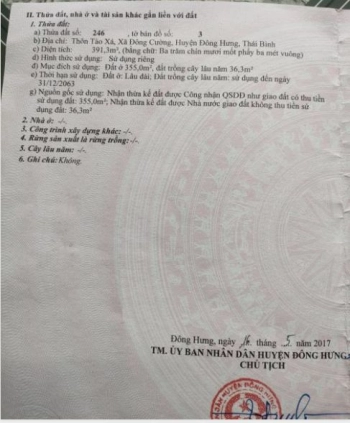 II. Thửa đất, nhà ở và tài sản khác gắn liền với đất
1. Thửa đất:
a) Thửa đất số: 246 , tờ bản đồ số: 3
b) Địa chỉ: Thôn Tào Xá, Xã Đông Cường, Huyện Đông Hưng, Thái Bình
c) Diện tích: 391,3m², (bằng chữ: Ba trăm chín mươi mốt phẩy ba mét vuông)
d) Hình thức sử dụng: Sử dụng riêng
đ) Mục đích sử dụng: Đất ở 355,0m², đất trồng cây lâu năm 36,3m²
e) Thời hạn sử dụng: Đất ở: Lâu dài; Đất trồng cây lâu năm: sử dụng đến ngày
31/12/2063
g) Nguồn gốc sử dụng: Nhận thừa kế đất được Công nhận QSDĐ như giao đất có thu tiền
sử dụng đất: 355,0m²; Nhận thừa kế đất được Nhà nước giao đất không thu tiền sử
dụng đất: 36,3m²
2. Nhà ở: -/-
3. Công trình xây dựng khác: -/-
4. Rừng sản xuất là rừng trồng: -/-
5. Cây lâu năm: -/-
6. Ghi chú: Không.
Đông Hưng, ngày tháng 5 năm 2017
TM. ỦY BAN NHÂN DÂN HUYỆN ĐÔNG HƯNG
CHỦ TỊCH